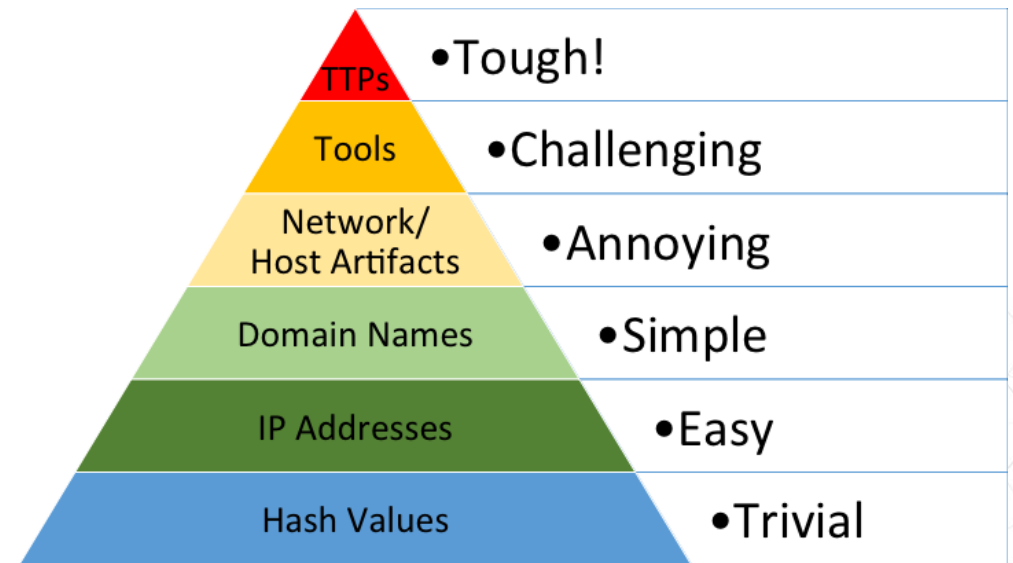 TTPs
•Tough!
Tools
•Challenging
Network/
Host Artifacts
•Annoying
Domain Names
•Simple
IP Addresses
•Easy
Hash Values
•Trivial